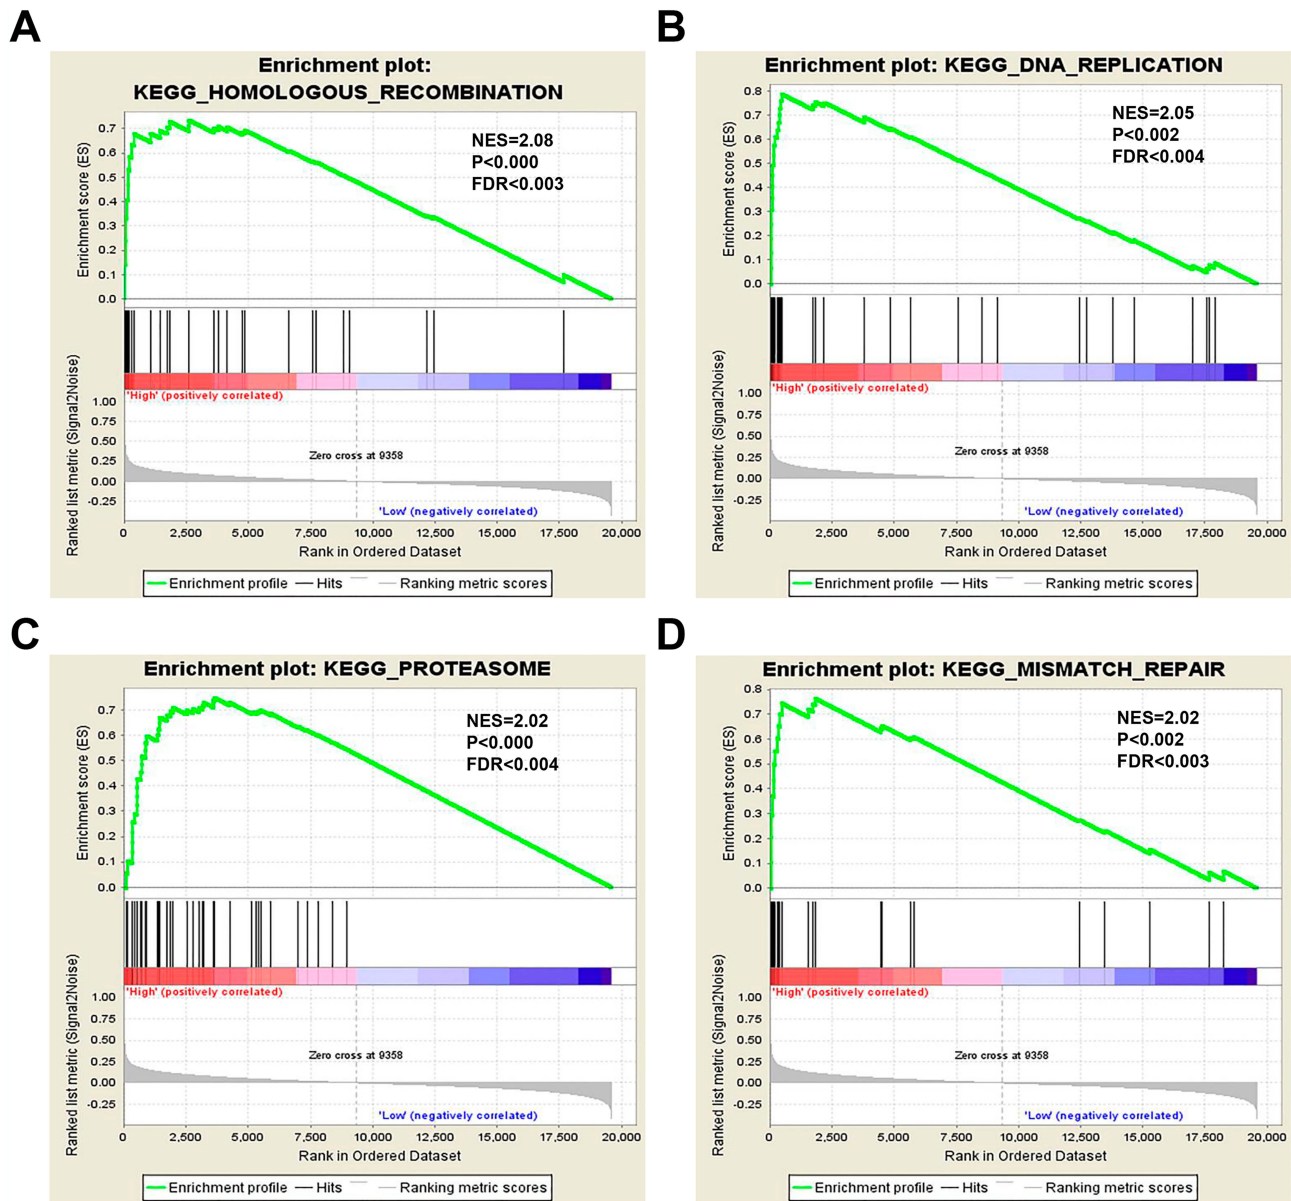 A
Enrichment plot:
KEGG_HOMOLOGOUS_RECOMBINATION
Enrichment score (ES)
0.7
0.6
0.5
0.4
0.3
0.2
0.1
0.0
NES=2.08
P<0.000
FDR<0.003
Ranked list metric (Signal2Noise)
'High' (positively correlated)
1.00
0.75
0.50
0.25
0.00
-0.25
Zero cross at 9358
'Low' (negatively correlated)
0 2,500 5,000 7,500 10,000 12,500 15,000 17,500 20,000
Rank in Ordered Dataset
Enrichment profile Hits Ranking metric scores
B
Enrichment plot: KEGG_DNA_REPLICATION
Enrichment score (ES)
0.8
0.7
0.6
0.5
0.4
0.3
0.2
0.1
0.0
NES=2.05
P<0.002
FDR<0.004
Ranked list metric (Signal2Noise)
'High' (positively correlated)
1.00
0.75
0.50
0.25
0.00
-0.25
Zero cross at 9358
'Low' (negatively correlated)
0 2,500 5,000 7,500 10,000 12,500 15,000 17,500 20,000
Rank in Ordered Dataset
Enrichment profile Hits Ranking metric scores
C
Enrichment plot: KEGG_PROTEASOME
Enrichment score (ES)
0.7
0.6
0.5
0.4
0.3
0.2
0.1
0.0
NES=2.02
P<0.000
FDR<0.004
Ranked list metric (Signal2Noise)
'High' (positively correlated)
1.00
0.75
0.50
0.25
0.00
-0.25
Zero cross at 9358
'Low' (negatively correlated)
0 2,500 5,000 7,500 10,000 12,500 15,000 17,500 20,000
Rank in Ordered Dataset
Enrichment profile Hits Ranking metric scores
D
Enrichment plot: KEGG_MISMATCH_REPAIR
Enrichment score (ES)
0.8
0.7
0.6
0.5
0.4
0.3
0.2
0.1
0.0
NES=2.02
P<0.002
FDR<0.003
Ranked list metric (Signal2Noise)
'High' (positively correlated)
1.00
0.75
0.50
0.25
0.00
-0.25
Zero cross at 9358
'Low' (negatively correlated)
0 2,500 5,000 7,500 10,000 12,500 15,000 17,500 20,000
Rank in Ordered Dataset
Enrichment profile Hits Ranking metric scores